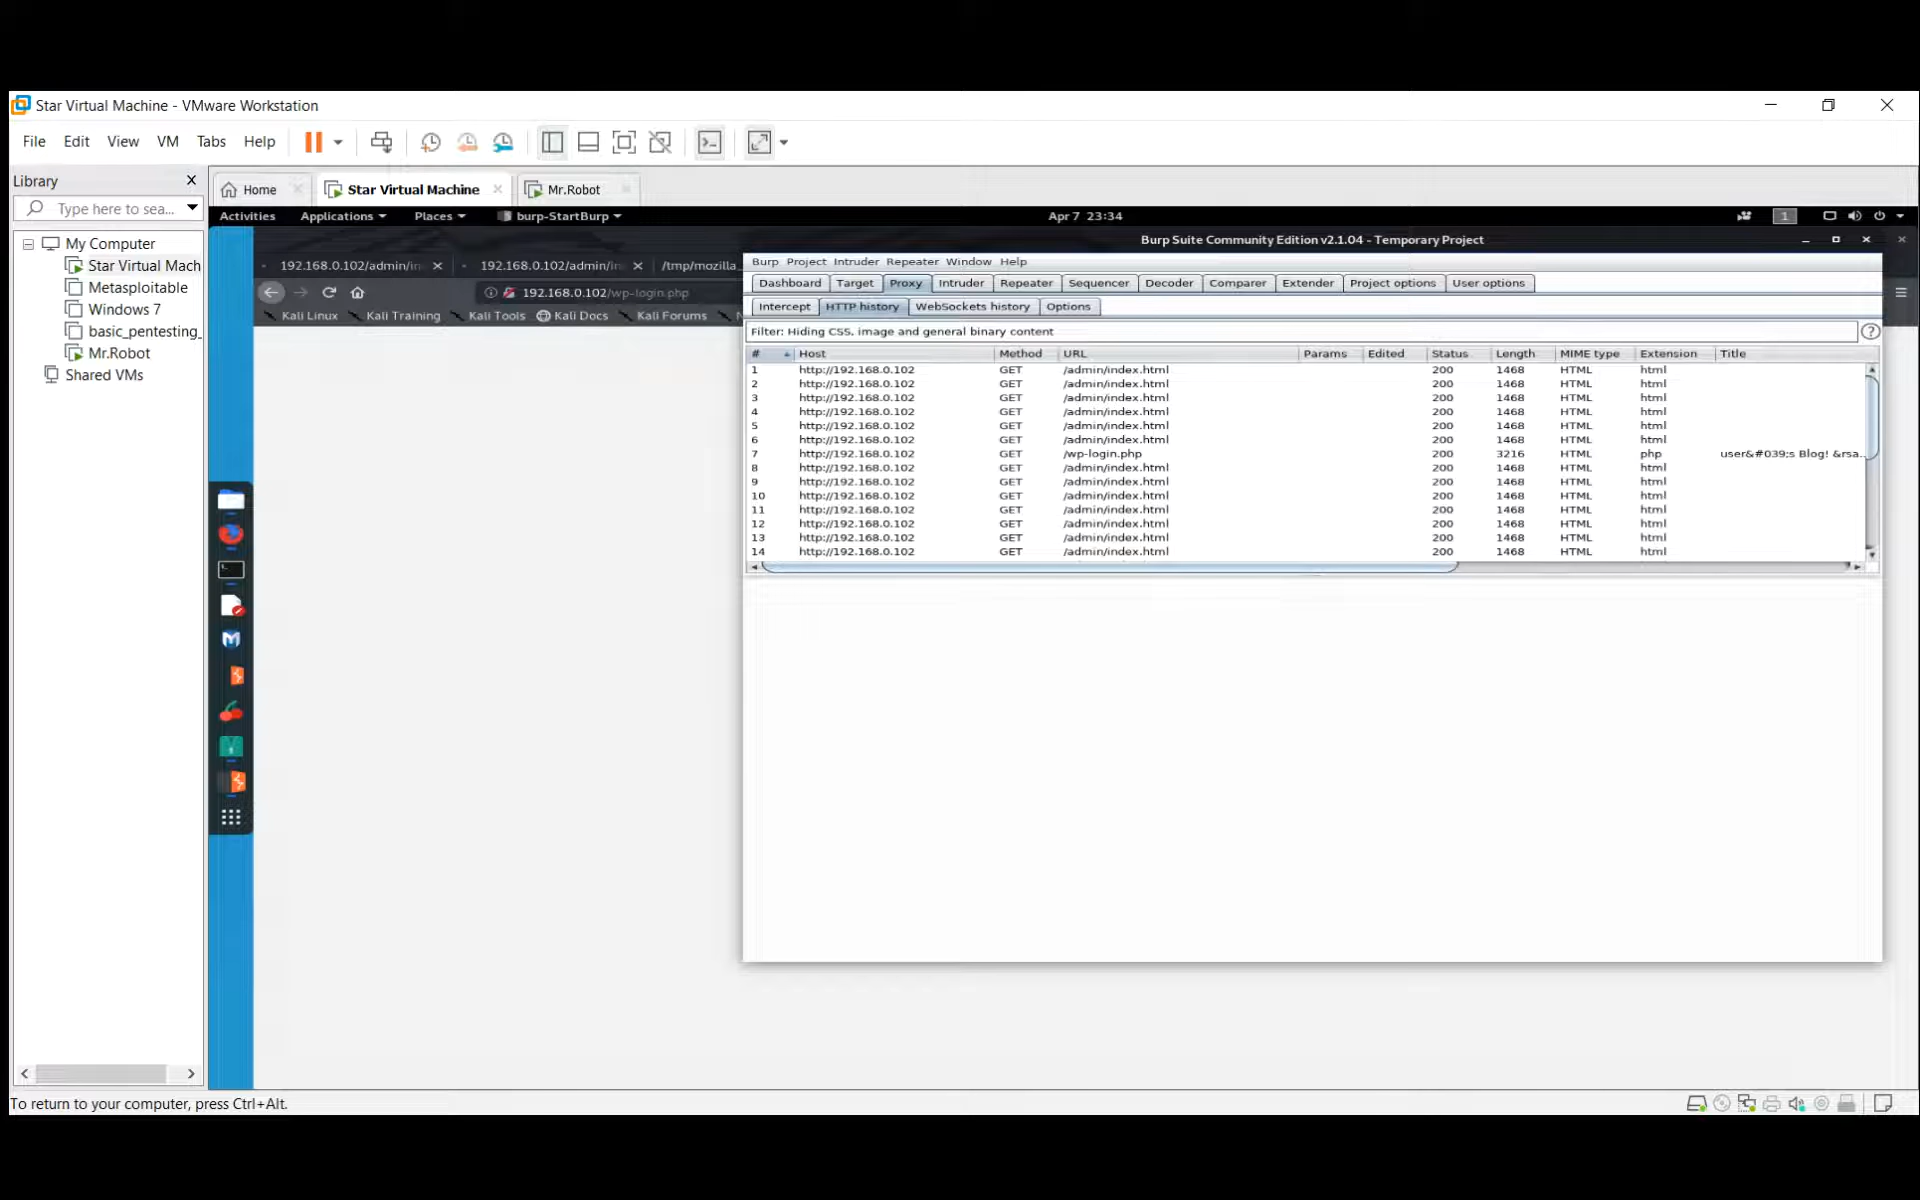 Star Virtual Machine - VMware Workstation
File Edit View VM Tabs Help
Library
Type here to sea...
My Computer
Star Virtual Mach
Metasploitable
Windows 7
basic_pentesting_
Mr.Robot
Shared VMs
Home Star Virtual Machine Mr.Robot
Activities Applications Places burp-StartBurp Apr 7 23:34 1
192.168.0.102/admin/in 192.168.0.102/admin/in /tmp/mozilla_
192.168.0.102/wp-login.php
Kali Linux Kali Training Kali Tools Kali Docs Kali Forums
Burp Suite Community Edition v2.1.04 - Temporary Project
Burp Project Intruder Repeater Window Help
Dashboard Target Proxy Intruder Repeater Sequencer Decoder Comparer Extender Project options User options
Intercept HTTP history WebSockets history Options
Filter: Hiding CSS, image and general binary content ?
# Host Method URL Params Edited Status Length MIME type Extension Title
1 http://192.168.0.102 GET /admin/index.html 200 1468 HTML html
2 http://192.168.0.102 GET /admin/index.html 200 1468 HTML html
3 http://192.168.0.102 GET /admin/index.html 200 1468 HTML html
4 http://192.168.0.102 GET /admin/index.html 200 1468 HTML html
5 http://192.168.0.102 GET /admin/index.html 200 1468 HTML html
6 http://192.168.0.102 GET /admin/index.html 200 1468 HTML html
7 http://192.168.0.102 GET /wp-login.php 200 3216 HTML php user&#039;s Blog! &rsa...
8 http://192.168.0.102 GET /admin/index.html 200 1468 HTML html
9 http://192.168.0.102 GET /admin/index.html 200 1468 HTML html
10 http://192.168.0.102 GET /admin/index.html 200 1468 HTML html
11 http://192.168.0.102 GET /admin/index.html 200 1468 HTML html
12 http://192.168.0.102 GET /admin/index.html 200 1468 HTML html
13 http://192.168.0.102 GET /admin/index.html 200 1468 HTML html
14 http://192.168.0.102 GET /admin/index.html 200 1468 HTML html
To return to your computer, press Ctrl+Alt.